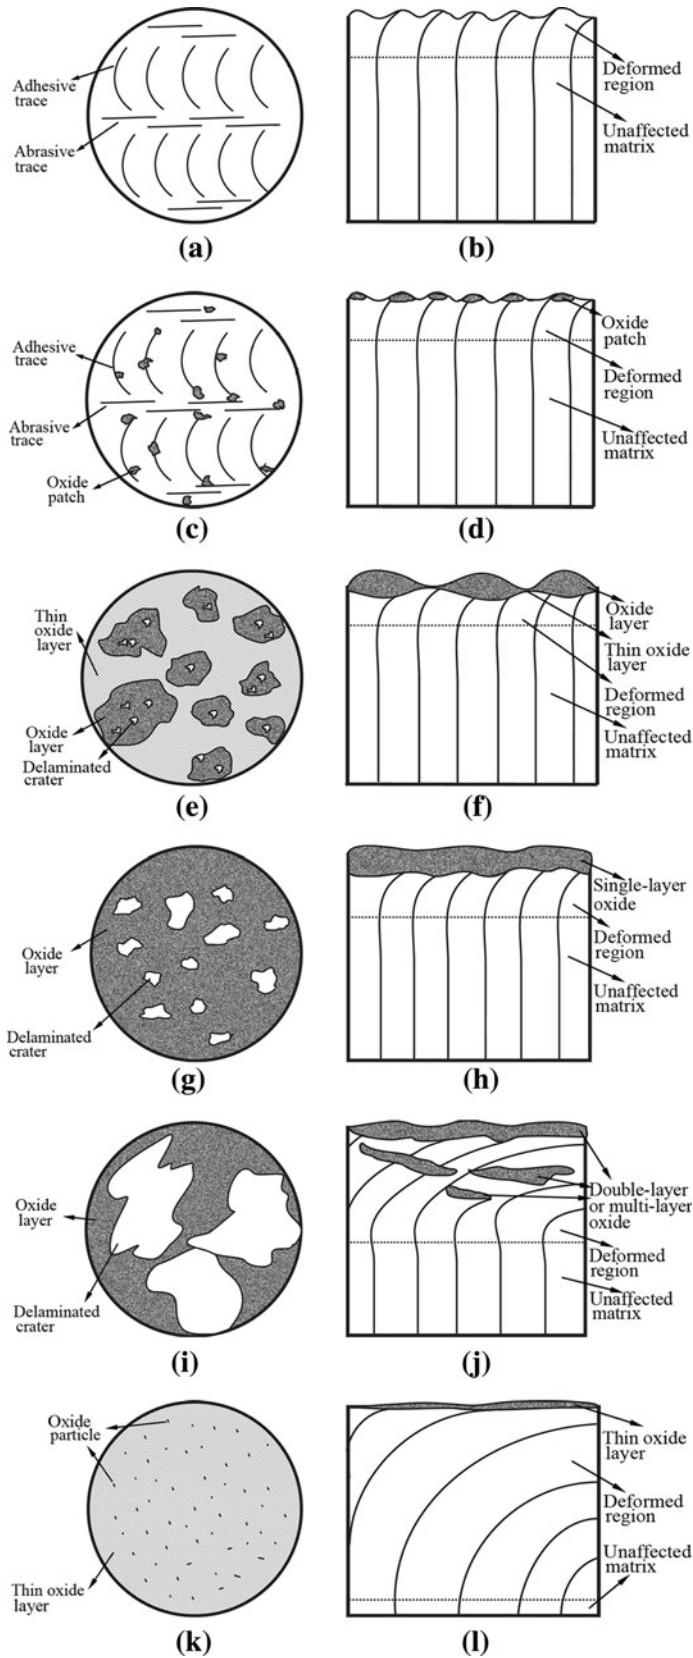 Adhesive
trace
Abrasive
trace
(a)
Deformed
region
Unaffected
matrix
(b)
Adhesive
trace
Abrasive
trace
Oxide
patch
(c)
Oxide
patch
Deformed
region
Unaffected
matrix
(d)
Thin
oxide
layer
Oxide
layer
Delaminated
crater
(e)
Oxide
layer
Thin oxide
layer
Deformed
region
Unaffected
matrix
(f)
Oxide
layer
Delaminated
crater
(g)
Single-layer
oxide
Deformed
region
Unaffected
matrix
(h)
Oxide
layer
Delaminated
crater
(i)
Double-layer
or multi-layer
oxide
Deformed
region
Unaffected
matrix
(j)
Oxide
particle
Thin oxide
layer
(k)
Thin oxide
layer
Deformed
region
Unaffected
matrix
(l)